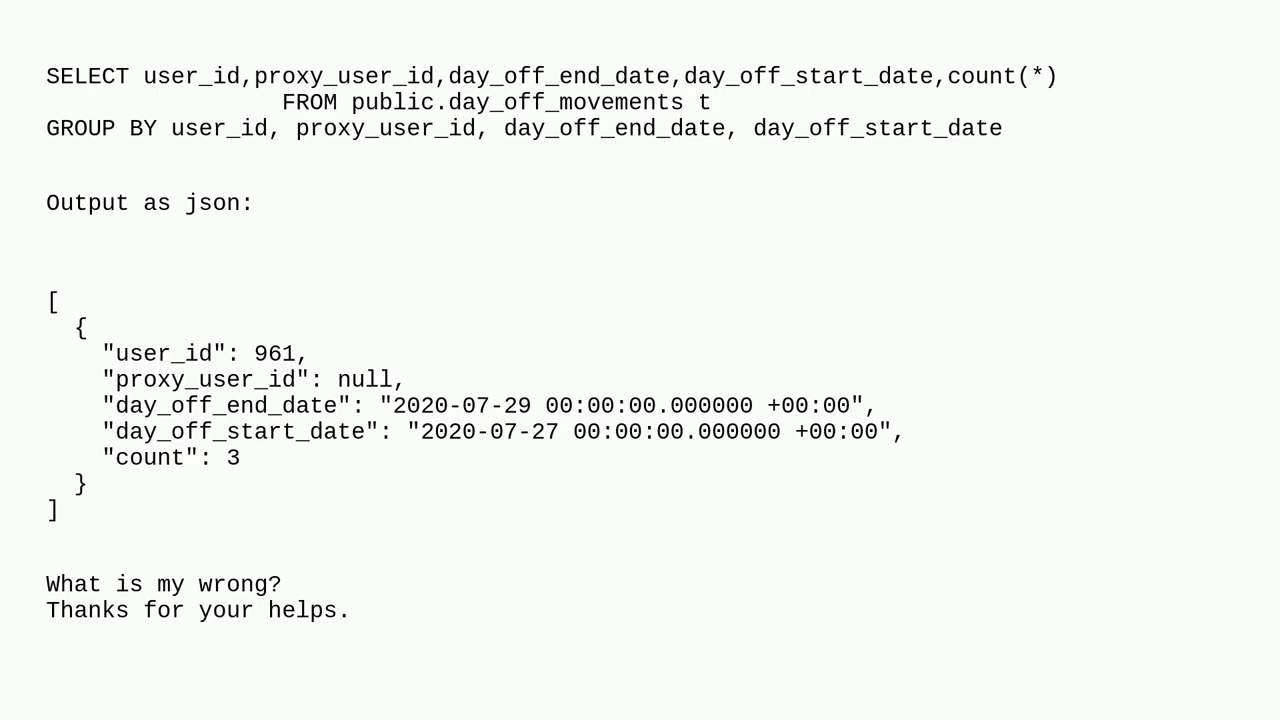 SELECT user_id,proxy_user_id,day_off_end_date,day_off_start_date,count(*)
FROM public.day_off_movements t
GROUP BY user_id, proxy_user_id, day_off_end_date, day_off_start_date
Output as json:
[
{
"user_id": 961,
"proxy_user_id": null,
"day_off_end_date": "2020-07-29 00:00:00.000000 +00:00",
"day_off_start_date": "2020-07-27 00:00:00.000000 +00:00",
"count": 3
}
]
What is my wrong?
Thanks for your helps.